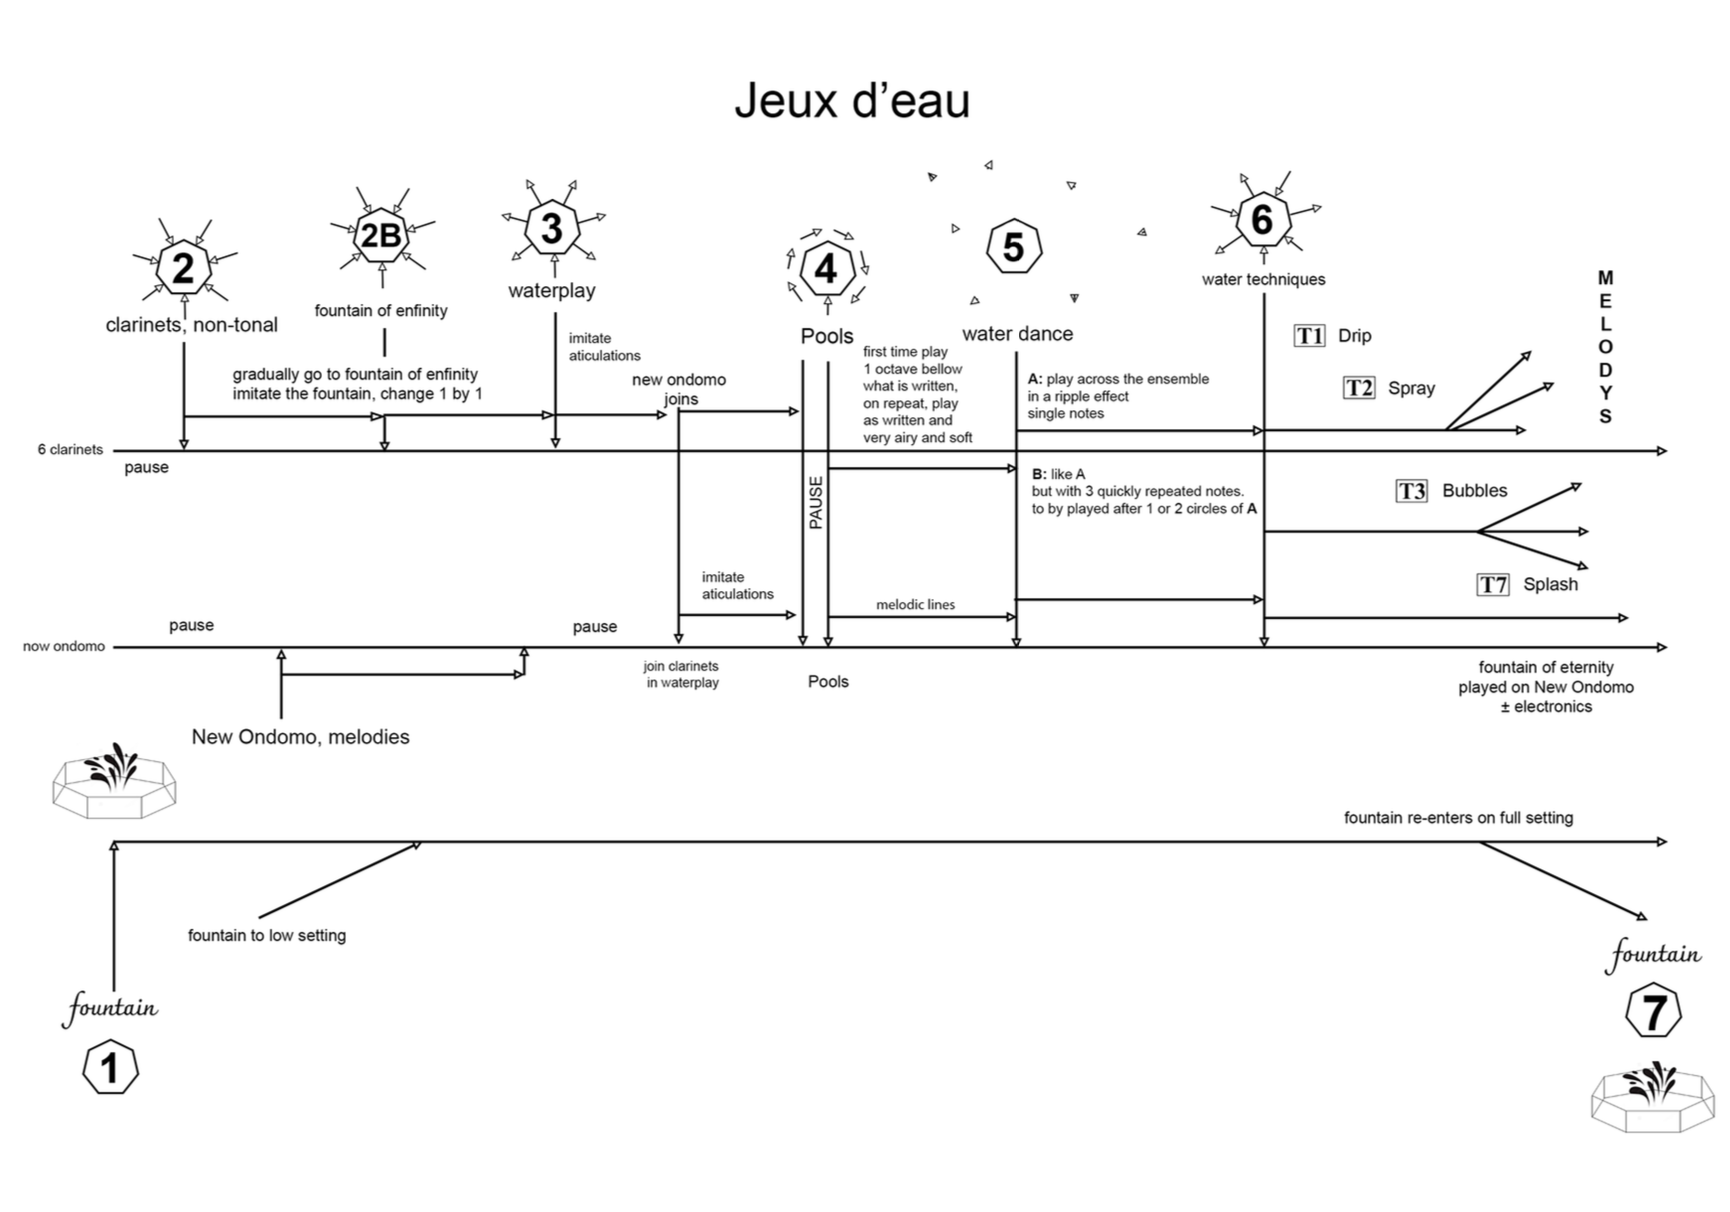 Jeux d’eau
2
clarinets, non-tonal
2B
fountain of enfinity
gradually go to fountain of enfinity
imitate the fountain, change 1 by 1
3
waterplay
imitate
aticulations
new ondomo
joins
4
Pools
first time play
1 octave bellow
what is written,
on repeat, play
as written and
very airy and soft
5
water dance
A: play across the ensemble
in a ripple effect
single notes
B: like A
but with 3 quickly repeated notes.
to by played after 1 or 2 circles of A
6
water techniques
T1 Drip
T2 Spray
T3 Bubbles
T7 Splash
M
E
L
O
D
Y
S
6 clarinets
pause
PAUSE
imitate
aticulations
melodic lines
pause
pause
now ondomo
join clarinets
in waterplay
Pools
fountain of eternity
played on New Ondomo
± electronics
New Ondomo, melodies
fountain re-enters on full setting
fountain to low setting
fountain
1
fountain
7